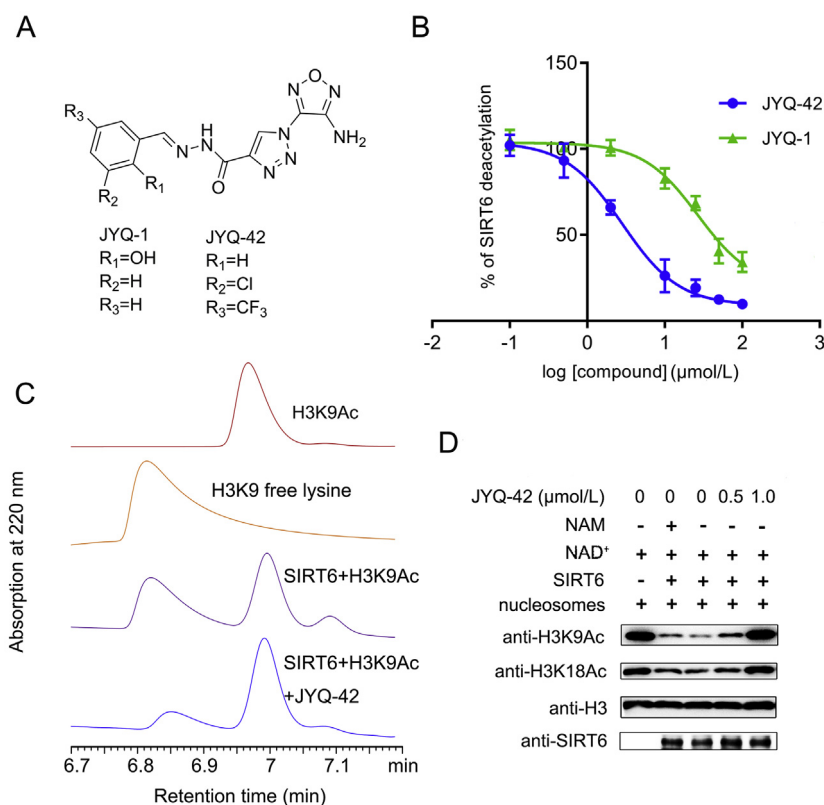 A
R3
R2
R1
N
H
N
O
N
N
N
N
O
N
NH2
JYQ-1 JYQ-42
R1=OH R1=H
R2=H R2=Cl
R3=H R3=CF3
B
150
100
50
% of SIRT6 deacetylation
JYQ-42
JYQ-1
-2 -1 0 1 2 3
log [compound] (μmol/L)
C
H3K9Ac
H3K9 free lysine
SIRT6+H3K9Ac
SIRT6+H3K9Ac
+JYQ-42
Absorption at 220 nm
6.7 6.8 6.9 7 7.1 min
Retention time (min)
D
JYQ-42 (μmol/L) 0 0 0 0.5 1.0
NAM - + - - -
NAD+ + + + + +
SIRT6 - + + + +
nucleosomes + + + + +
anti-H3K9Ac
anti-H3K18Ac
anti-H3
anti-SIRT6